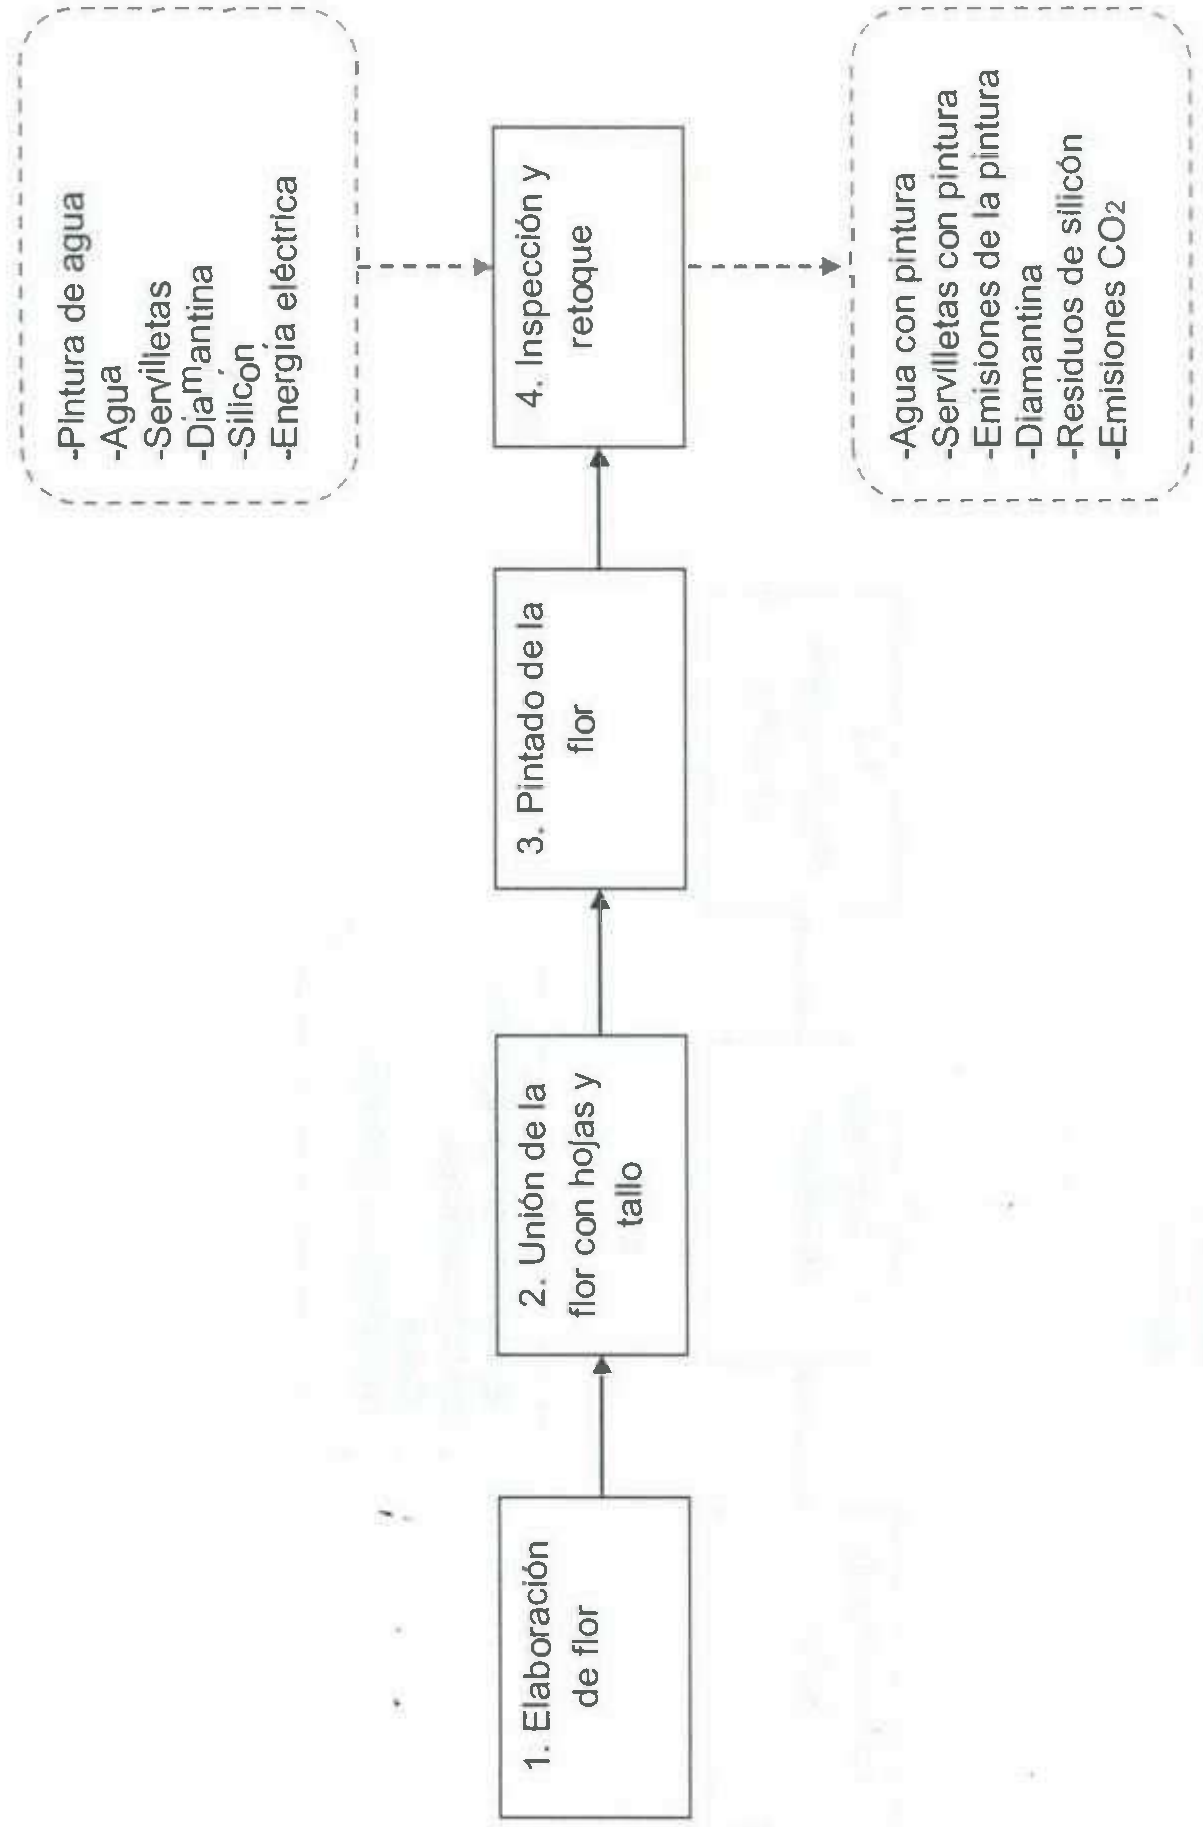 -Pintura de agua
-Agua
-Servilletas
-Diamantina
-Silicón
-Energía eléctrica
1. Elaboración
de flor
2. Unión de la
flor con hojas y
tallo
3. Pintado de la
flor
4. Inspección y
retoque
-Agua con pintura
-Servilletas con pintura
-Emisiones de la pintura
-Diamantina
-Residuos de silicón
-Emisiones CO2